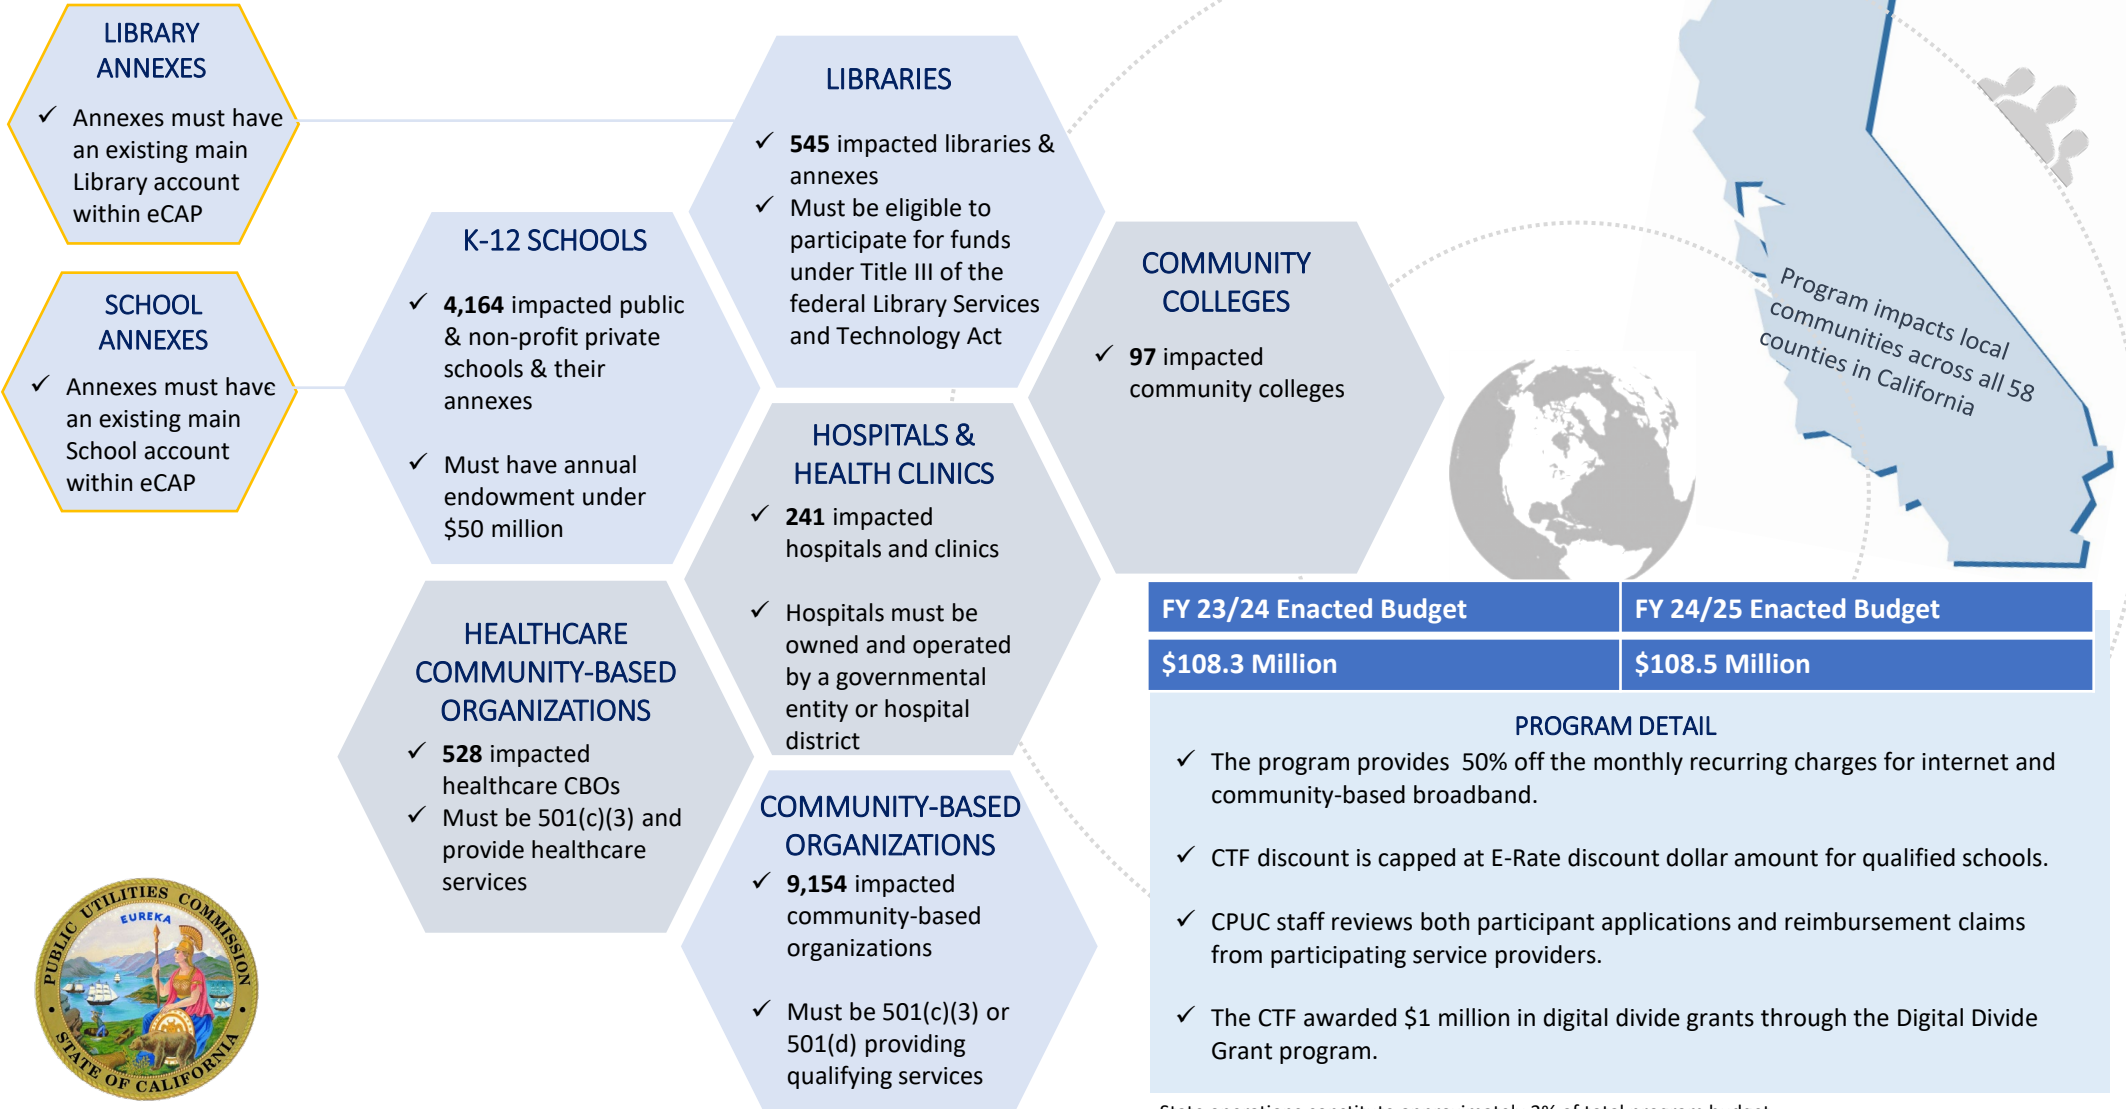 LIBRARY
ANNEXES
✓ Annexes must have
an existing main
Library account
within eCAP
SCHOOL
ANNEXES
✓ Annexes must have
an existing main
School account
within eCAP
K-12 SCHOOLS
✓ 4,164 impacted public
& non-profit private
schools & their
annexes
✓ Must have annual
endowment under
$50 million
LIBRARIES
✓ 545 impacted libraries &
annexes
✓ Must be eligible to
participate for funds
under Title III of the
federal Library Services
and Technology Act
COMMUNITY
COLLEGES
✓ 97 impacted
community colleges
HOSPITALS &
HEALTH CLINICS
✓ 241 impacted
hospitals and clinics
✓ Hospitals must be
owned and operated
by a governmental
entity or hospital
district
HEALTHCARE
COMMUNITY-BASED
ORGANIZATIONS
✓ 528 impacted
healthcare CBOs
✓ Must be 501(c)(3) and
provide healthcare
services
COMMUNITY-BASED
ORGANIZATIONS
✓ 9,154 impacted
community-based
organizations
✓ Must be 501(c)(3) or
501(d) providing
qualifying services
Program impacts local
communities across all 58
counties in California
FY 23/24 Enacted Budget
FY 24/25 Enacted Budget
$108.3 Million
$108.5 Million
PROGRAM DETAIL
✓ The program provides 50% off the monthly recurring charges for internet and
community-based broadband.
✓ CTF discount is capped at E-Rate discount dollar amount for qualified schools.
✓ CPUC staff reviews both participant applications and reimbursement claims
from participating service providers.
✓ The CTF awarded $1 million in digital divide grants through the Digital Divide
Grant program.
PUBLIC UTILITIES COMMISSION
EUREKA
STATE OF CALIFORNIA
State operations constitute approximately 2% of total program budget